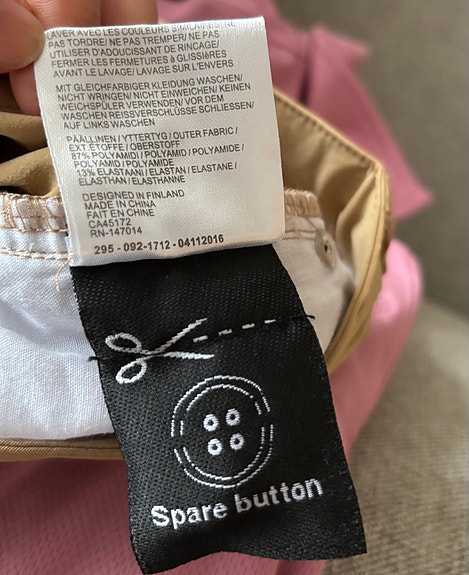 LAVER AVEC LES COULEURS SIMILAIRES/ NE
PAS TORDRE/ NE PAS TREMPER/ NE PAS
UTILISER D'ADOUCISSANT DE RINCAGE/
FERMER LES FERMETURES à GLISSIèRES
AVANT LE LAVAGE/ LAVAGE SUR L'ENVERS
MIT GLEICHFARBIGER KLEIDUNG WASCHEN/
NICHT WRINGEN/ NICHT EINWEICHEN/ KEINEN
WEICHSPÜLER VERWENDEN/ VOR DEM
WASCHEN REISSVERSCHLÜSSE SCHLIESSEN/
AUF LINKS WASCHEN
PÄÄLLINEN / YTTERTYG / OUTER FABRIC /
EXT.ÉTOFFE / OBERSTOFF
87% POLYAMIDI / POLYAMID / POLYAMIDE /
POLYAMID / POLYAMIDE
13% ELASTAANI / ELASTAN / ELASTANE /
ELASTHAN / ELASTHANNE
DESIGNED IN FINLAND
MADE IN CHINA
FAIT EN CHINE
CA45172
RN-147014
295 - 092-1712 - 04112016
Spare button